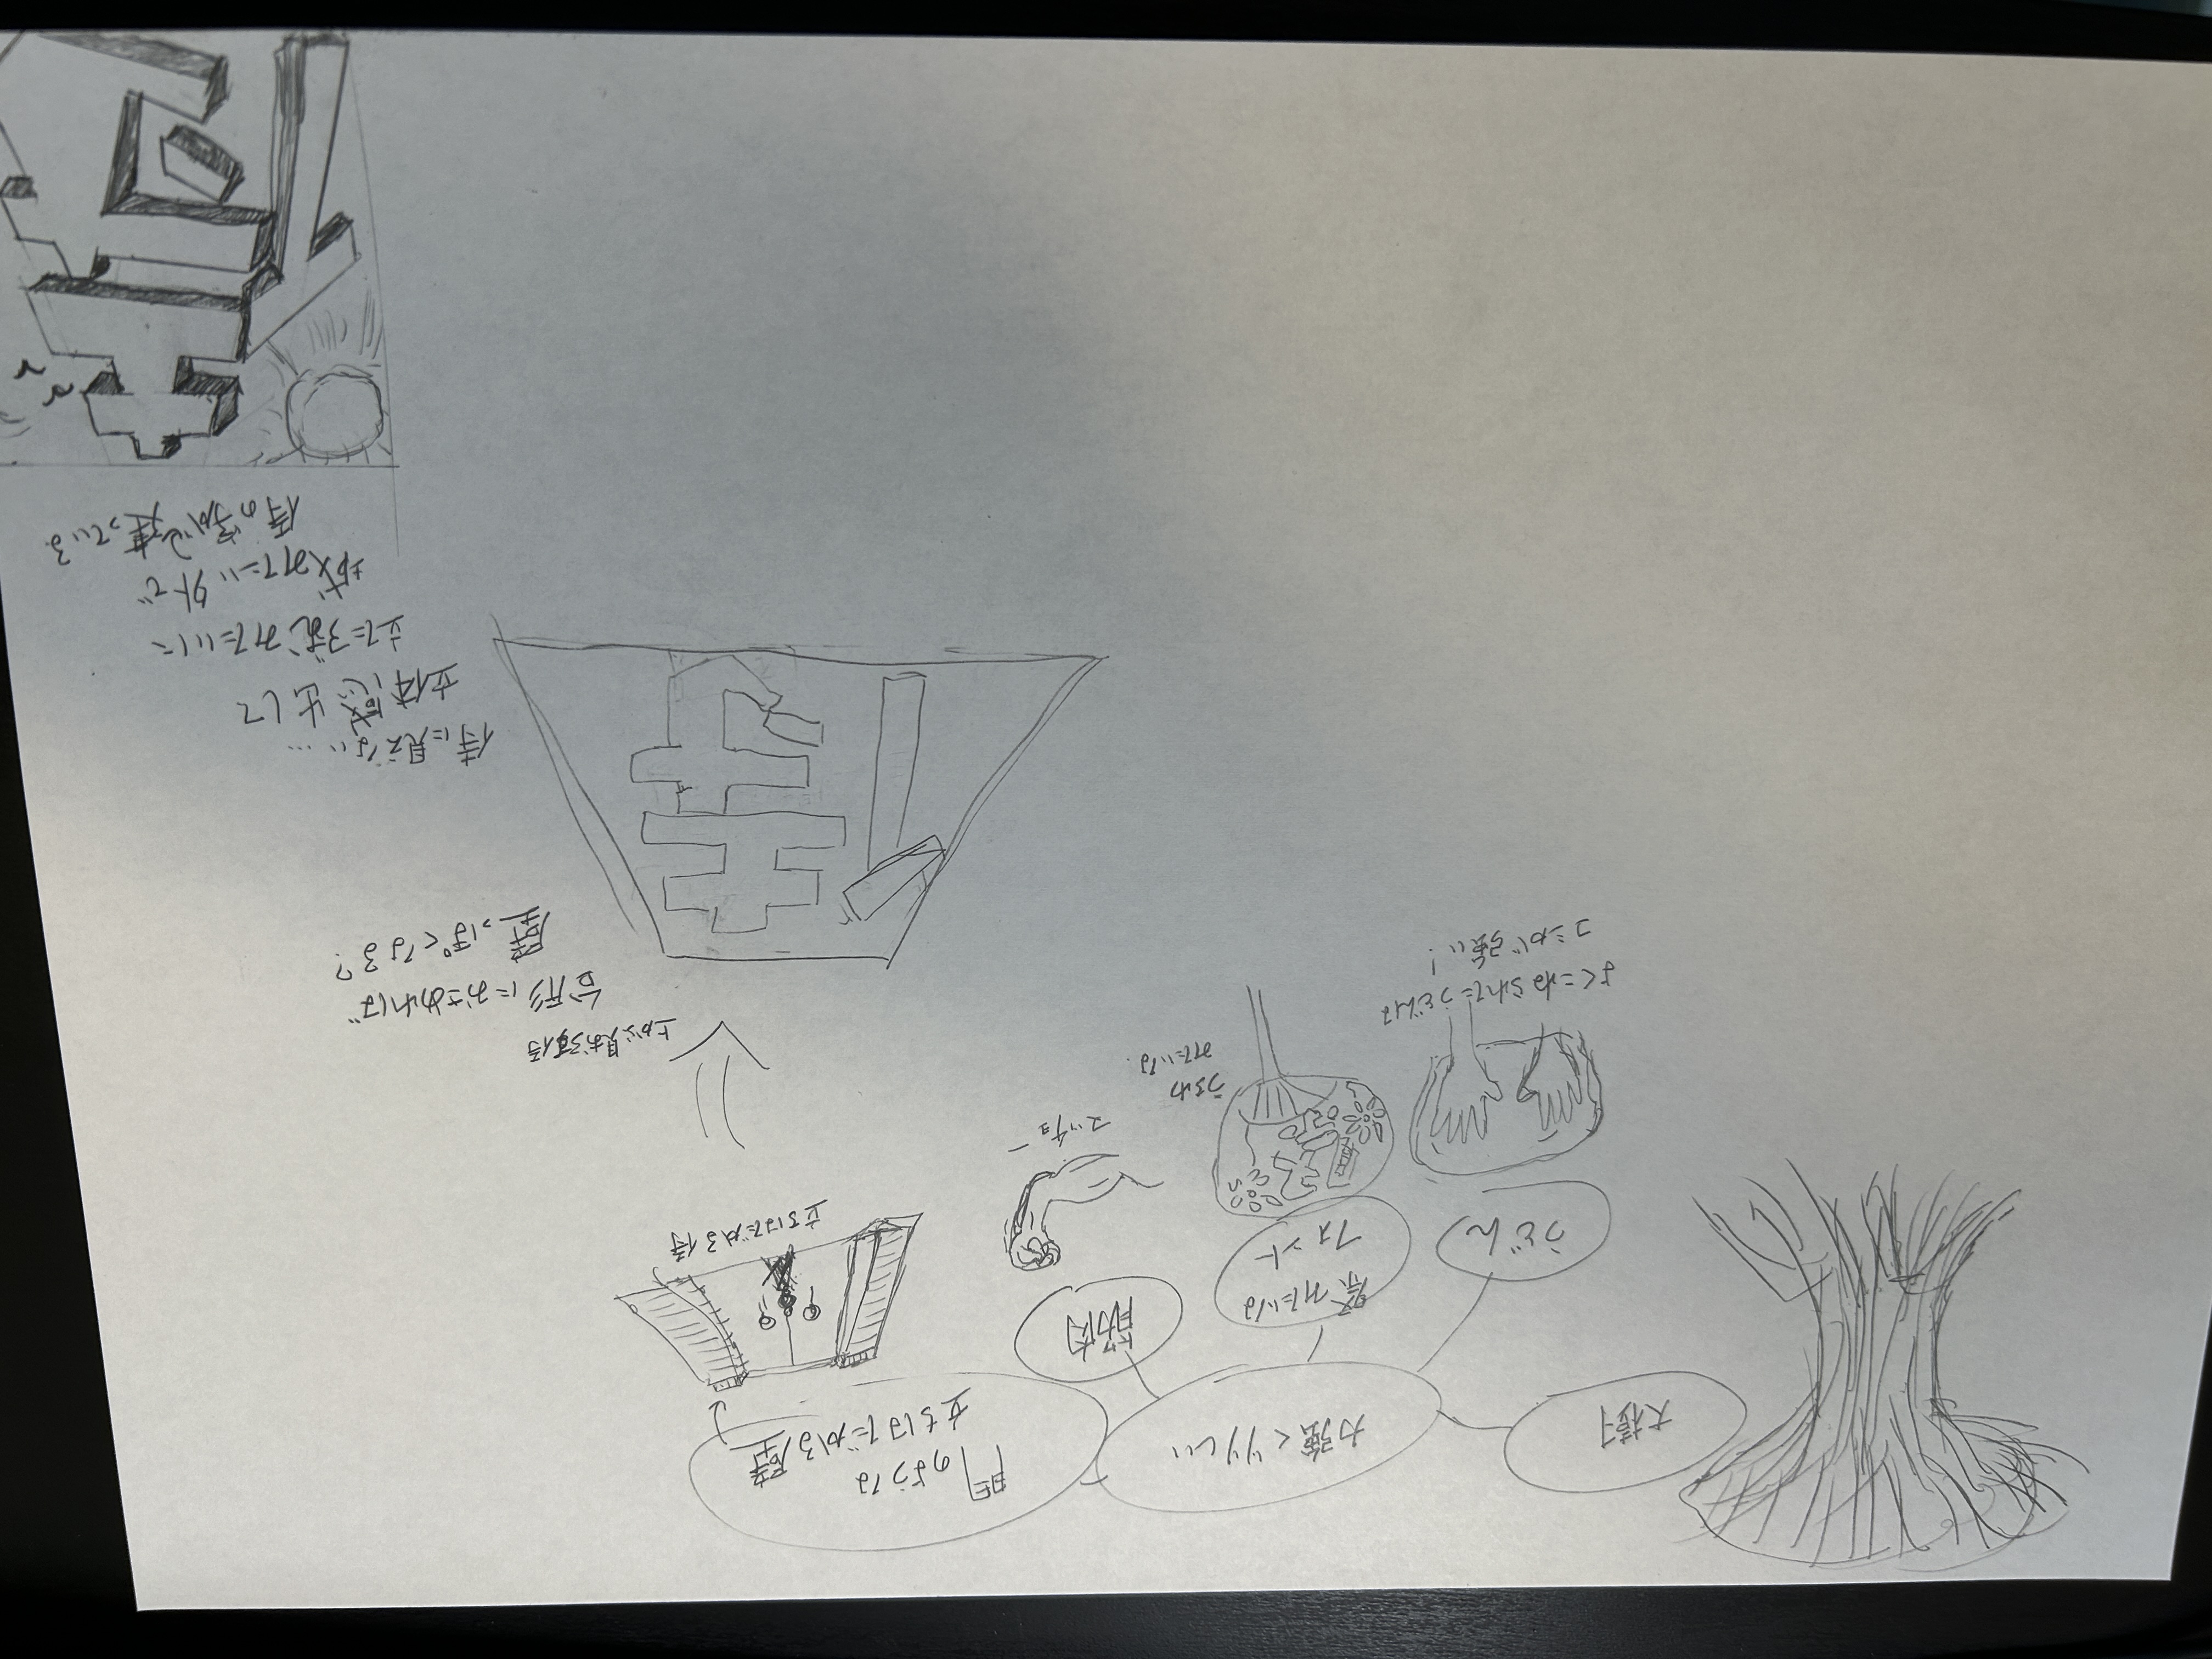 大樹
力強くりりしい
門のような
立ちはだかる壁
筋肉
祭みたいな
フォント
うどん
立ちはだかる侍
マッチョー
うちわ
みたいな
よくこねられたうどんは
コシが強い!
夏祭
上から見おろす侍
台形におさめれば
壁っぽくなる?
侍
侍に見えない…
立体感出して
立た みたいに
城みたい外で
侍の字が建っている
侍